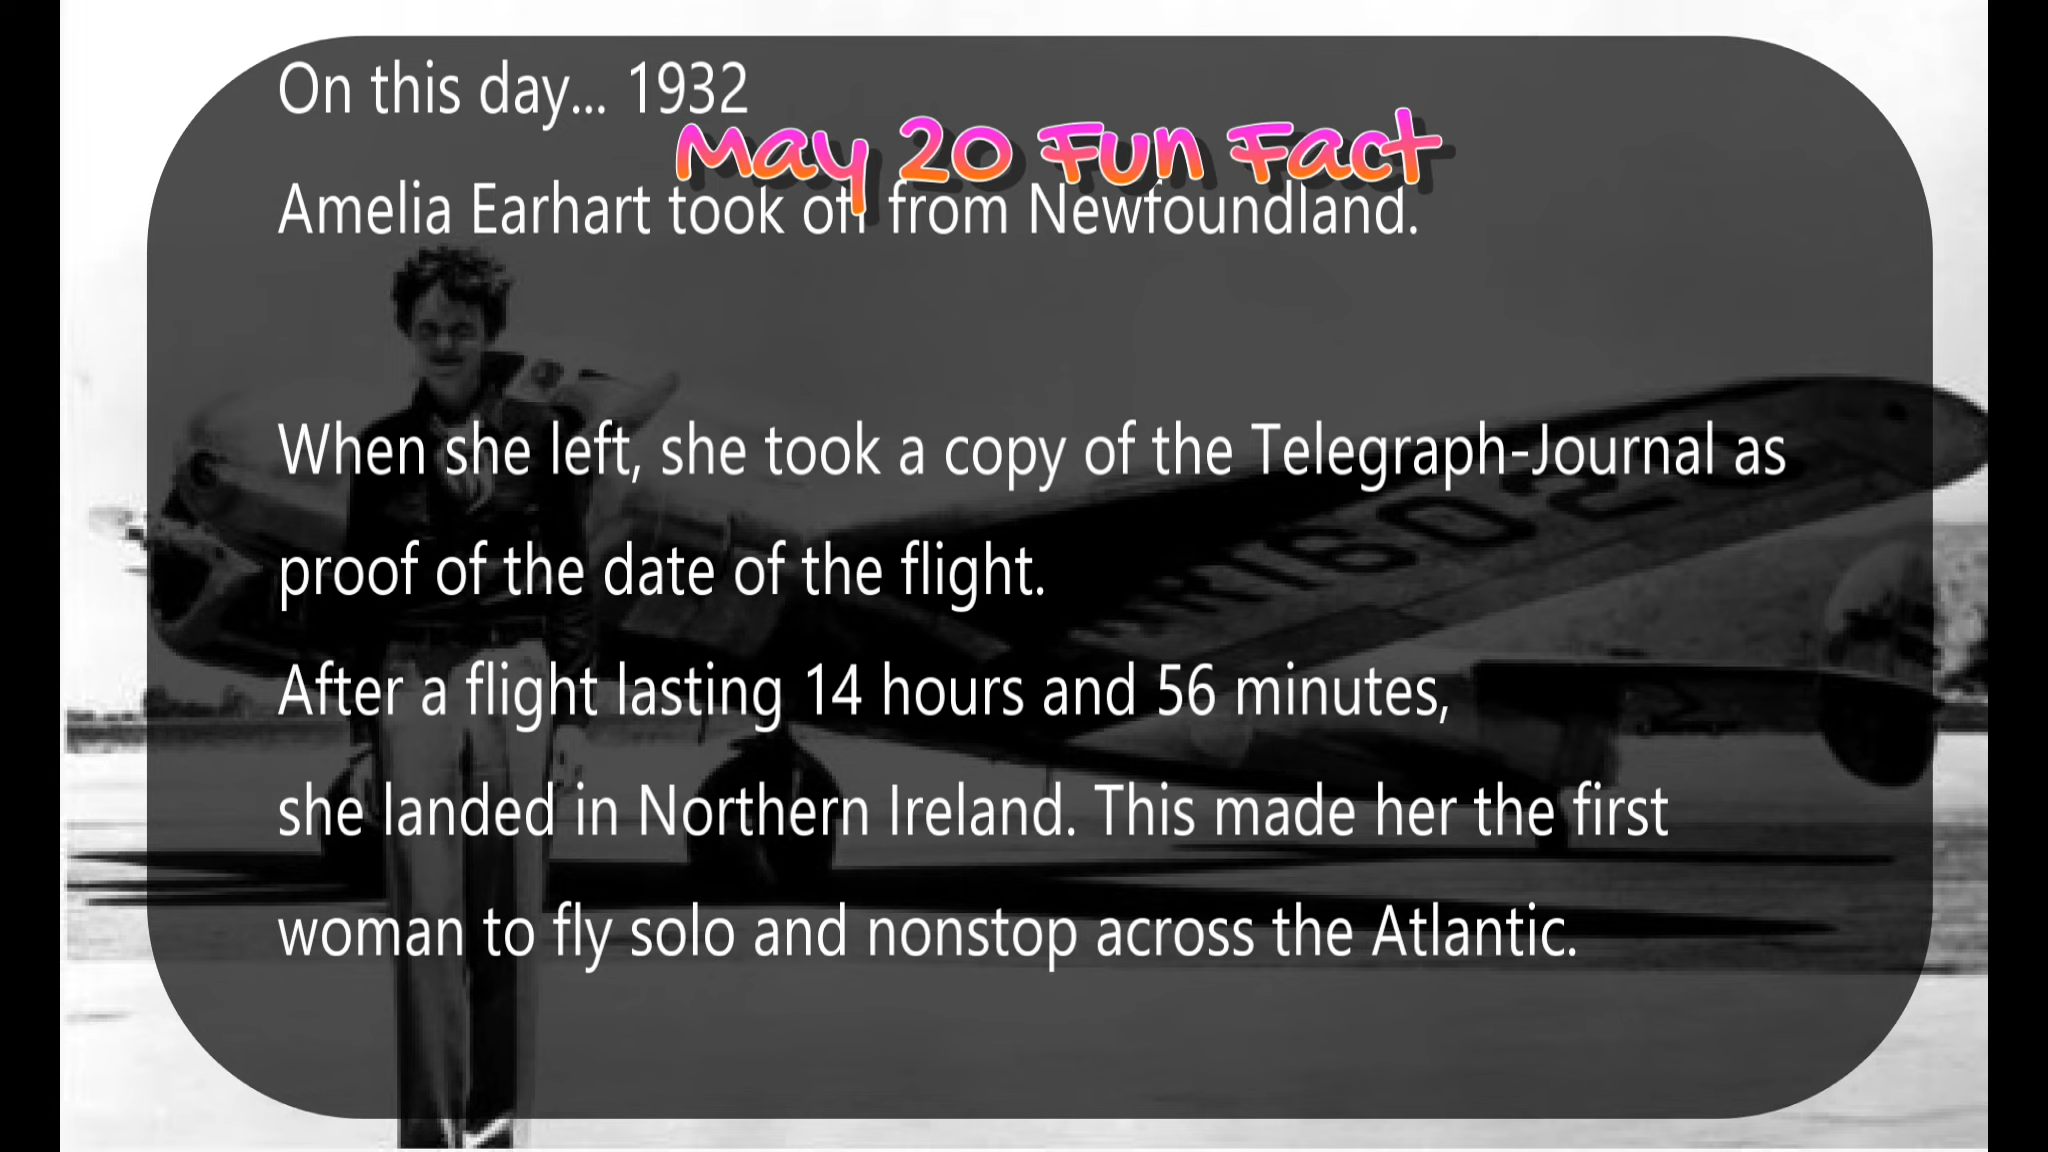 On this day... 1932
May 20 Fun Fact
Amelia Earhart took off from Newfoundland.
When she left, she took a copy of the Telegraph-Journal as
proof of the date of the flight.
After a flight lasting 14 hours and 56 minutes,
she landed in Northern Ireland. This made her the first
woman to fly solo and nonstop across the Atlantic.